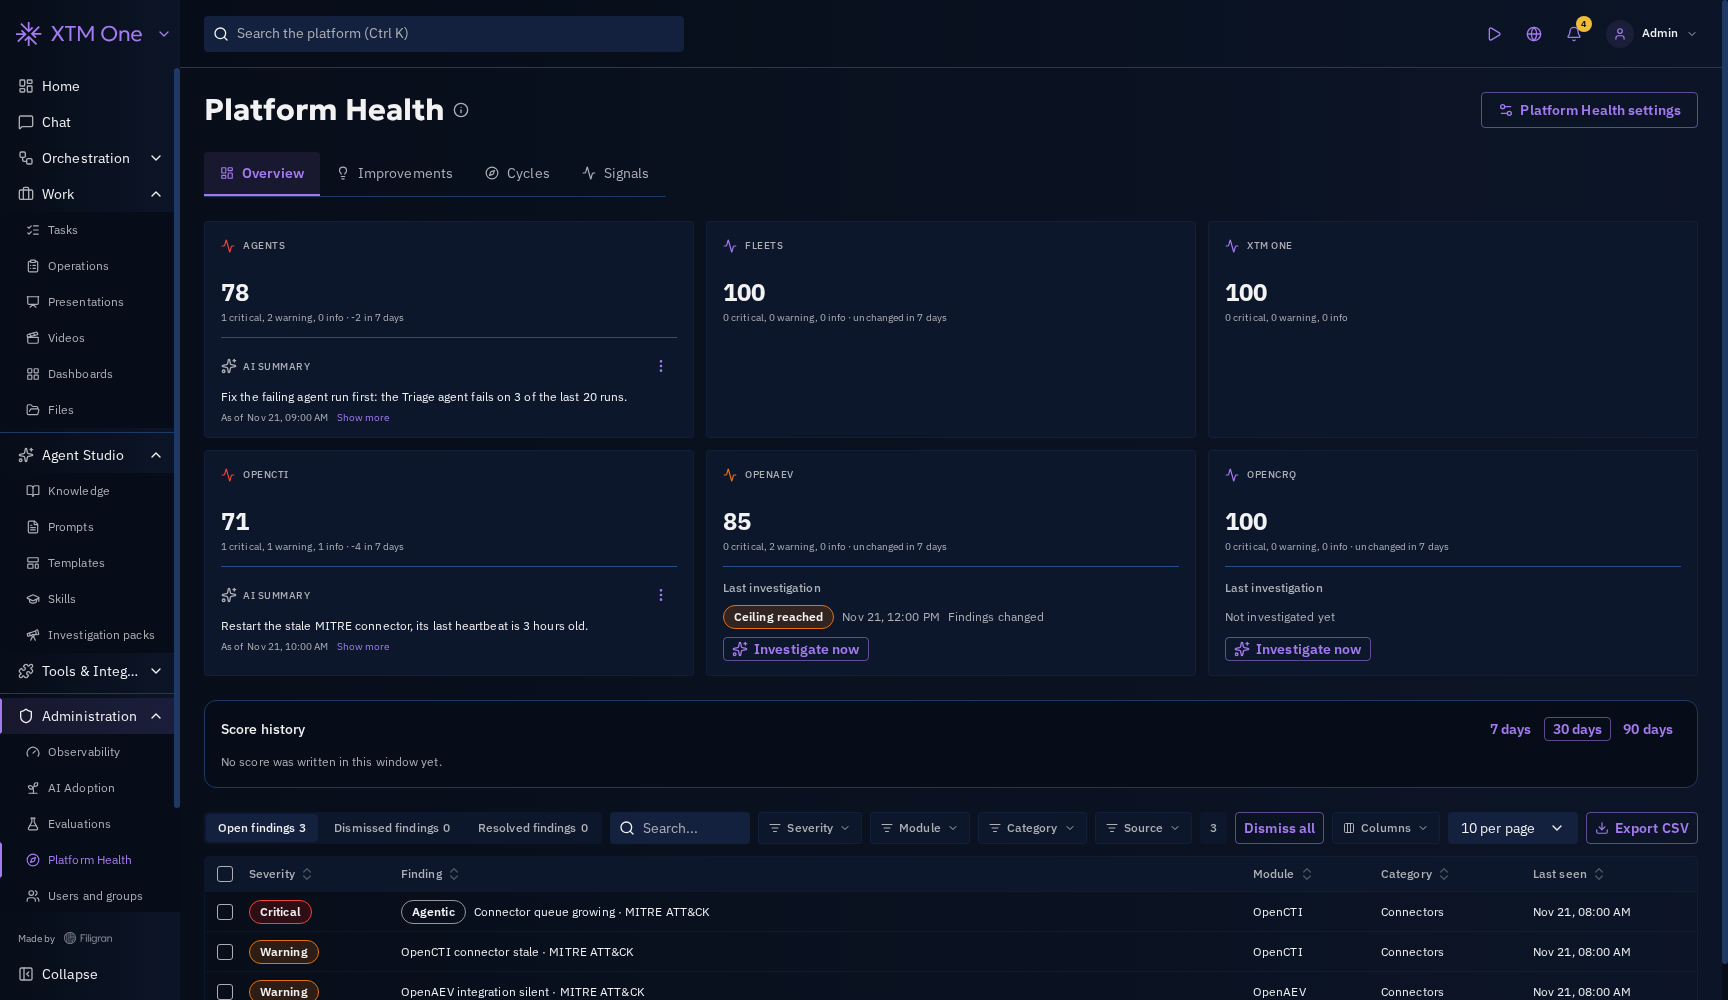 XTM One
Search the platform (Ctrl K)
4
Admin
Home
Chat
Orchestration
Work
Tasks
Operations
Presentations
Videos
Dashboards
Files
Agent Studio
Knowledge
Prompts
Templates
Skills
Investigation packs
Tools & Integ...
Administration
Observability
AI Adoption
Evaluations
Platform Health
Users and groups
Made by Filigran
Collapse
Platform Health
Platform Health settings
Overview
Improvements
Cycles
Signals
AGENTS
78
1 critical, 2 warning, 0 info · -2 in 7 days
AI SUMMARY
Fix the failing agent run first: the Triage agent fails on 3 of the last 20 runs.
As of Nov 21, 09:00 AM Show more
FLEETS
100
0 critical, 0 warning, 0 info · unchanged in 7 days
XTM ONE
100
0 critical, 0 warning, 0 info
OPENCTI
71
1 critical, 1 warning, 1 info · -4 in 7 days
AI SUMMARY
Restart the stale MITRE connector, its last heartbeat is 3 hours old.
As of Nov 21, 10:00 AM Show more
OPENAEV
85
0 critical, 2 warning, 0 info · unchanged in 7 days
Last investigation
Ceiling reached Nov 21, 12:00 PM Findings changed
Investigate now
OPENCRQ
100
0 critical, 0 warning, 0 info · unchanged in 7 days
Last investigation
Not investigated yet
Investigate now
Score history
7 days 30 days 90 days
No score was written in this window yet.
Open findings 3 Dismissed findings 0 Resolved findings 0 Search... Severity Module Category Source 3 Dismiss all Columns 10 per page Export CSV
Severity Finding Module Category Last seen
Critical Agentic Connector queue growing · MITRE ATT&CK OpenCTI Connectors Nov 21, 08:00 AM
Warning OpenCTI connector stale · MITRE ATT&CK OpenCTI Connectors Nov 21, 08:00 AM
Warning OpenAEV integration silent · MITRE ATT&CK OpenAEV Connectors Nov 21, 08:00 AM